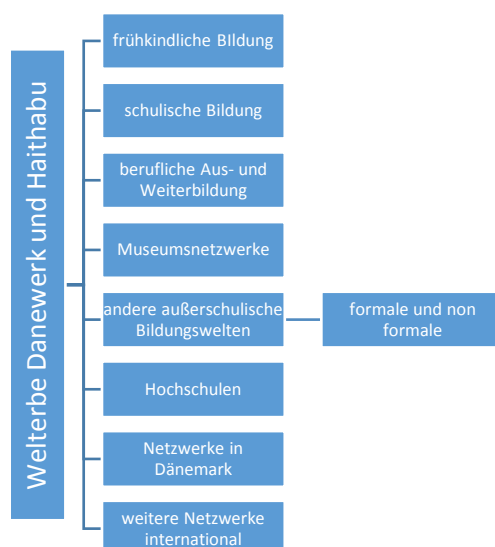 Welterbe Danewerk und Haithabu
frühkindliche BIldung
schulische Bildung
berufliche Aus- und
Weiterbildung
Museumsnetzwerke
andere außerschulische
Bildungswelten
formale und non
formale
Hochschulen
Netzwerke in
Dänemark
weitere Netzwerke
international